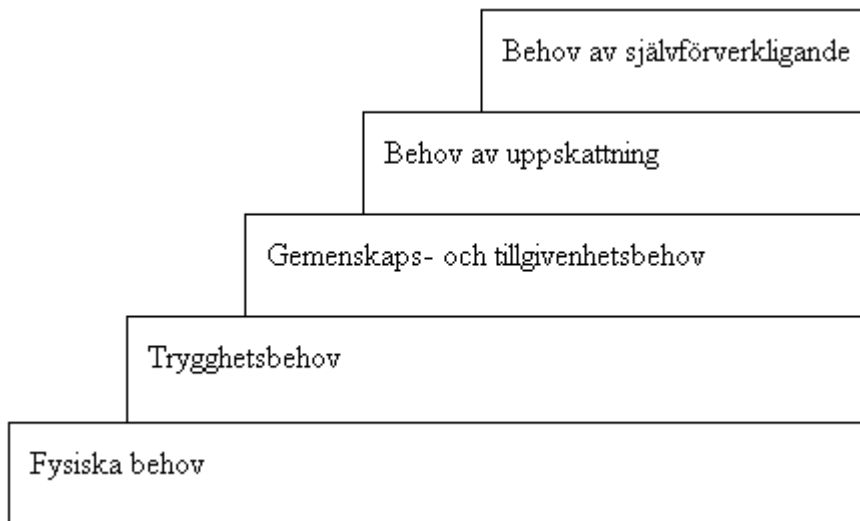 Behov av självförverkligande
Behov av uppskattning
Gemenskaps- och tillgivenhetsbehov
Trygghetsbehov
Fysiska behov